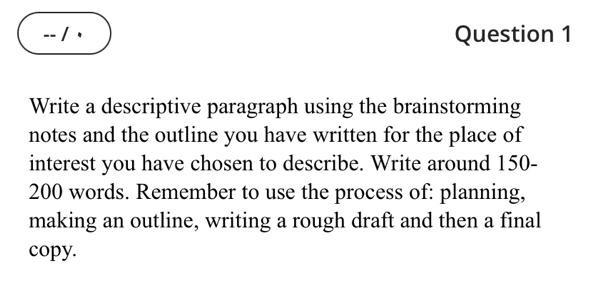 -- /
Question 1
Write a descriptive paragraph using the brainstorming
notes and the outline you have written for the place of
interest you have chosen to describe. Write around 150-
200 words. Remember to use the process of: planning,
making an outline, writing a rough draft and then a final
copy.